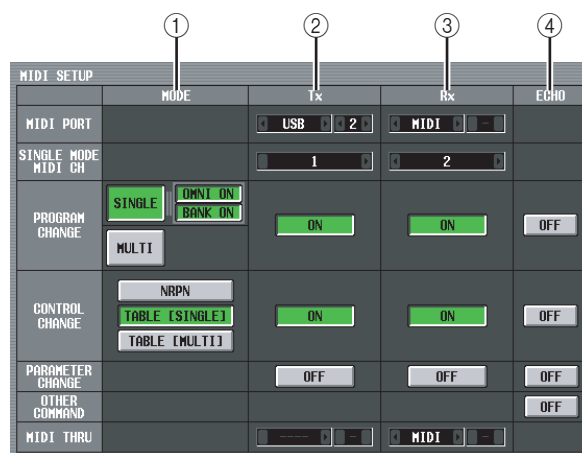 ① ② ③ ④
MIDI SETUP
MODE Tx Rx ECHO
MIDI PORT USB 2 MIDI -
SINGLE MODE
MIDI CH
1 2
PROGRAM
CHANGE
SINGLE OMNI ON
BANK ON
MULTI
ON ON OFF
CONTROL
CHANGE
NRPN
TABLE [SINGLE]
TABLE [MULTI]
ON ON OFF
PARAMETER
CHANGE
OFF OFF OFF
OTHER
COMMAND
OFF
MIDI THRU ---- - MIDI -